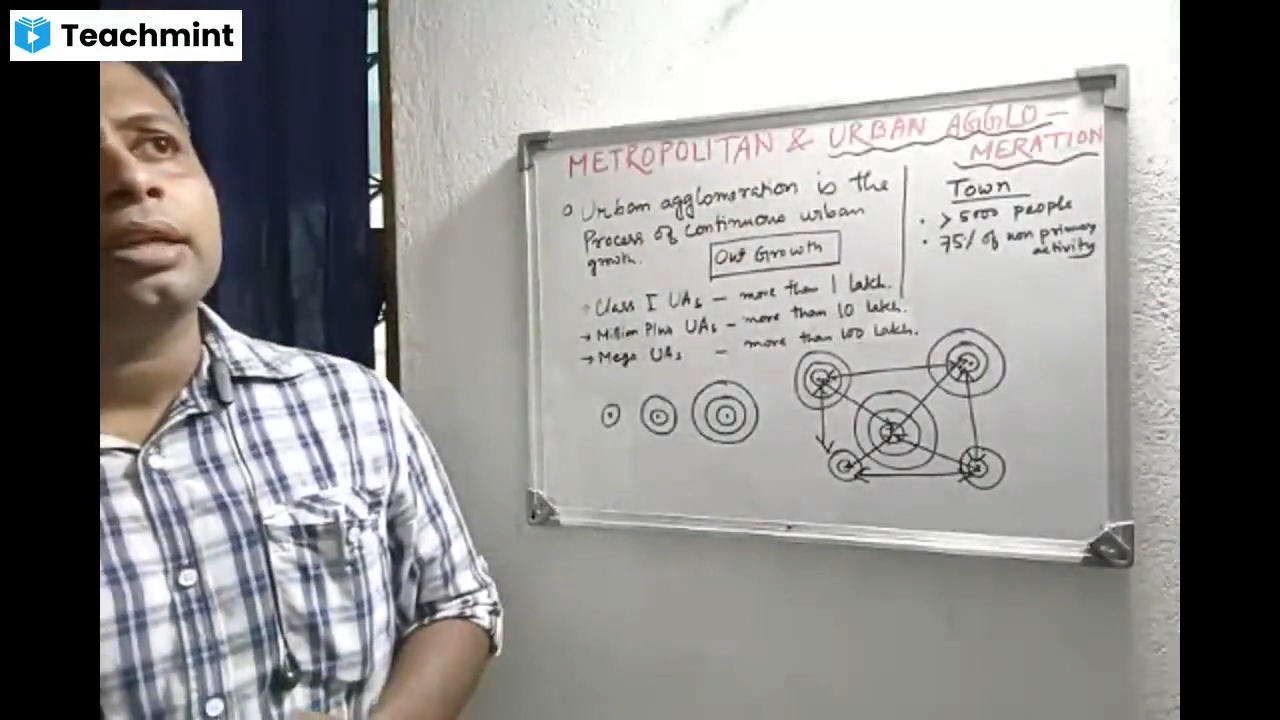 Teachmint
METROPOLITAN & URBAN AGGLO-
MERATION
Urban agglomeration is the
Process of continuous urban
growth.
Out Growth
Class I UAs - more than 1 lakh.
→ Million Plus UAs - more than 10 lakh.
→ Mega UAs - more than 100 lakh.
Town
• > 5000 people
• 75% of non primary
activity